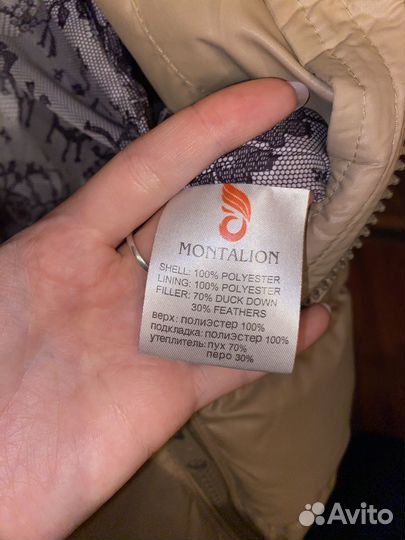 MONTALION
SHELL: 100% POLYESTER
LINING: 100% POLYESTER
FILLER: 70% DUCK DOWN
30% FEATHERS
верх: полиэстер 100%
подкладка: полиэстер 100%
утеплитель: пух 70%
перо 30%
Avito